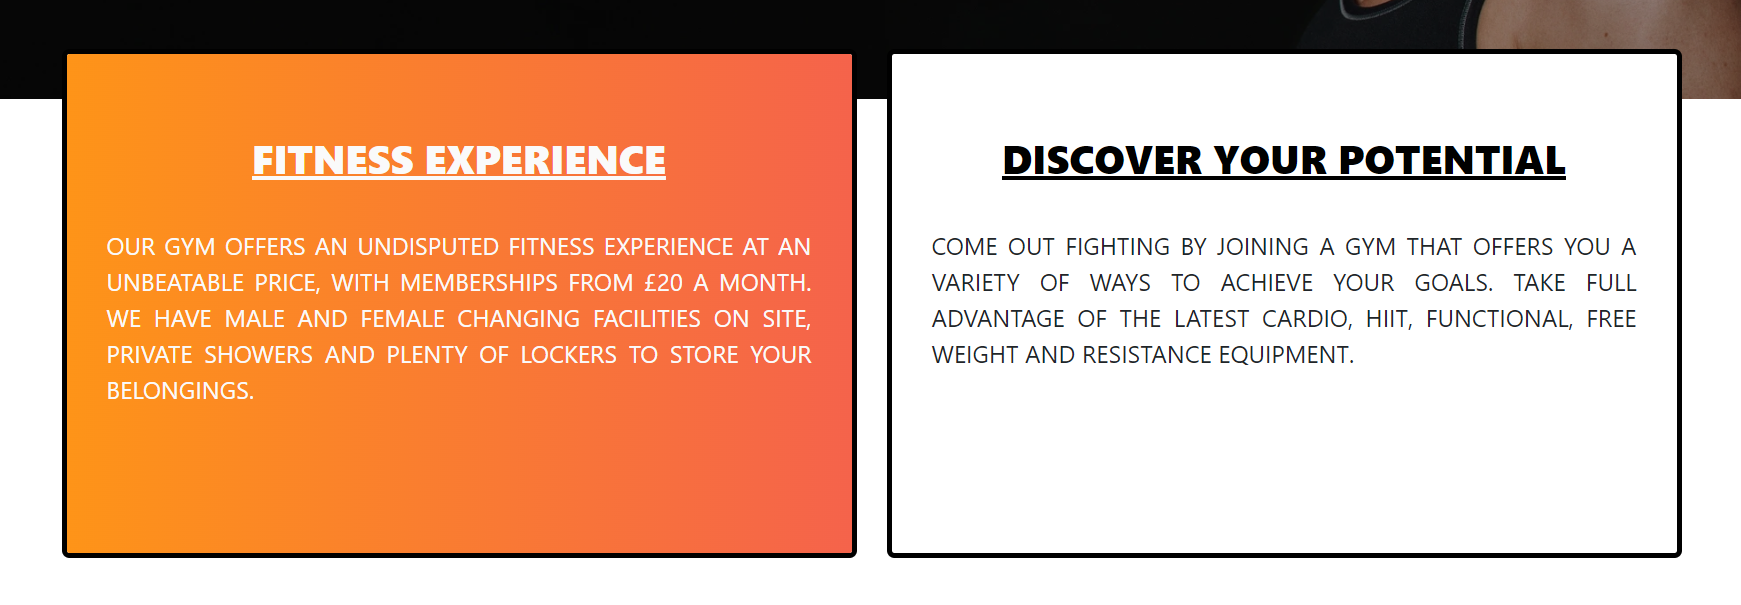 FITNESS EXPERIENCE
OUR GYM OFFERS AN UNDISPUTED FITNESS EXPERIENCE AT AN
UNBEATABLE PRICE, WITH MEMBERSHIPS FROM £20 A MONTH.
WE HAVE MALE AND FEMALE CHANGING FACILITIES ON SITE,
PRIVATE SHOWERS AND PLENTY OF LOCKERS TO STORE YOUR
BELONGINGS.
DISCOVER YOUR POTENTIAL
COME OUT FIGHTING BY JOINING A GYM THAT OFFERS YOU A
VARIETY OF WAYS TO ACHIEVE YOUR GOALS. TAKE FULL
ADVANTAGE OF THE LATEST CARDIO, HIIT, FUNCTIONAL, FREE
WEIGHT AND RESISTANCE EQUIPMENT.